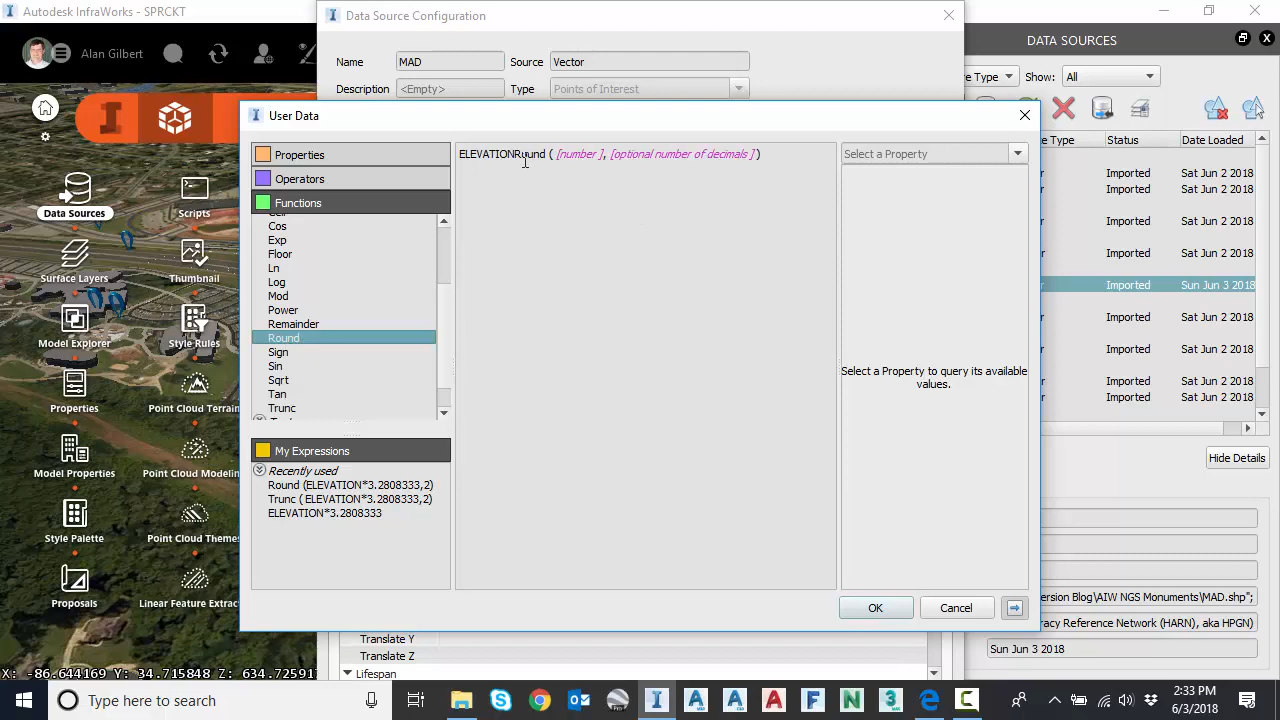 Autodesk InfraWorks - SPRCKT
Alan Gilbert
Data Source Configuration
Name
MAD
Source
Vector
Description
<Empty>
Type
Points of Interest
DATA SOURCES
e Type
Show:
All
e Type
Status
Date Loaded
Imported
Sat Jun 2 2018
Imported
Sat Jun 2 2018
Imported
Sat Jun 2 2018
Imported
Sat Jun 2 2018
Imported
Sun Jun 3 2018
Imported
Sat Jun 2 2018
Imported
Sat Jun 2 2018
Imported
Sat Jun 2 2018
Imported
Sat Jun 2 2018
Hide Details
ersion Blog\AIW NGS Monuments\MAD.shp";
racy Reference Network (HARN), aka HPGN)
Sun Jun 3 2018
User Data
Properties
Operators
Functions
Cos
Exp
Floor
Ln
Log
Mod
Power
Remainder
Round
Sign
Sin
Sqrt
Tan
Trunc
My Expressions
Recently used
Round (ELEVATION*3.2808333,2)
Trunc ( ELEVATION*3.2808333,2)
ELEVATION*3.2808333
ELEVATIONRound ( [number ], [optional number of decimals ] )
Select a Property
Select a Property to query its available
values.
OK
Cancel
Translate Y
Translate Z
Lifespan
Data Sources
Scripts
Surface Layers
Thumbnail
Model Explorer
Style Rules
Properties
Point Cloud Terrain
Model Properties
Point Cloud Modelin
Style Palette
Point Cloud Themes
Proposals
Linear Feature Extrac
X: -86.644169 Y: 34.715848 Z: 634.72591
Type here to search
2:33 PM
6/3/2018